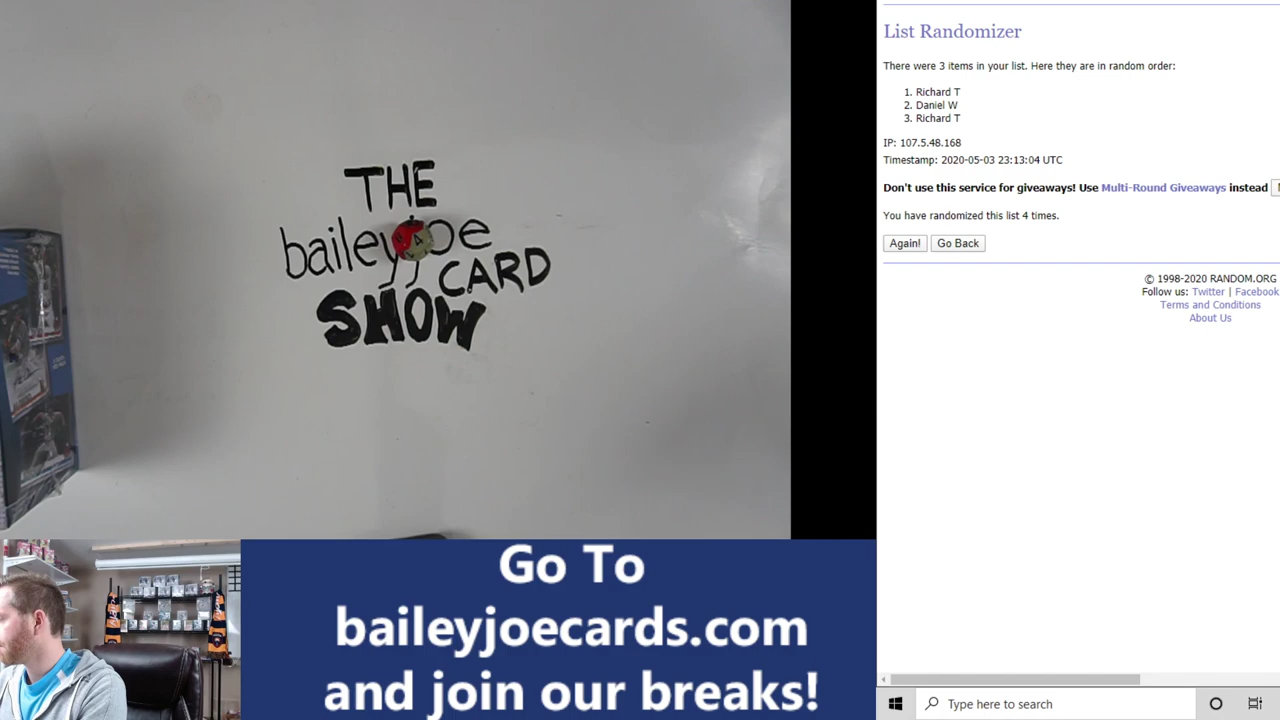 THE
baileyjoe
CARD
SHOW
Go To
baileyjoecards.com
and join our breaks!
List Randomizer
There were 3 items in your list. Here they are in random order:
1. Richard T
2. Daniel W
3. Richard T
IP: 107.5.48.168
Timestamp: 2020-05-03 23:13:04 UTC
Don't use this service for giveaways! Use Multi-Round Giveaways instead
You have randomized this list 4 times.
Again! Go Back
© 1998-2020 RANDOM.ORG
Follow us: Twitter | Facebook
Terms and Conditions
About Us
Type here to search